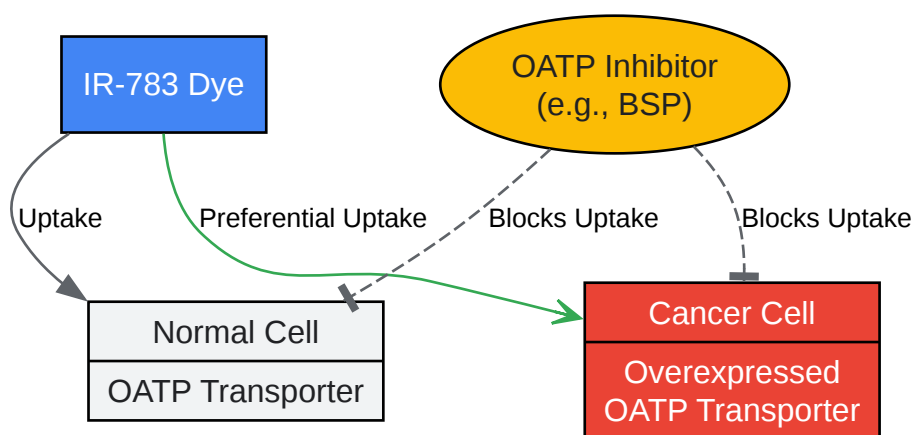 IR-783 Dye
OATP Inhibitor
(e.g., BSP)
Uptake
Preferential Uptake
Blocks Uptake
Blocks Uptake
Normal Cell
OATP Transporter
Cancer Cell
Overexpressed
OATP Transporter